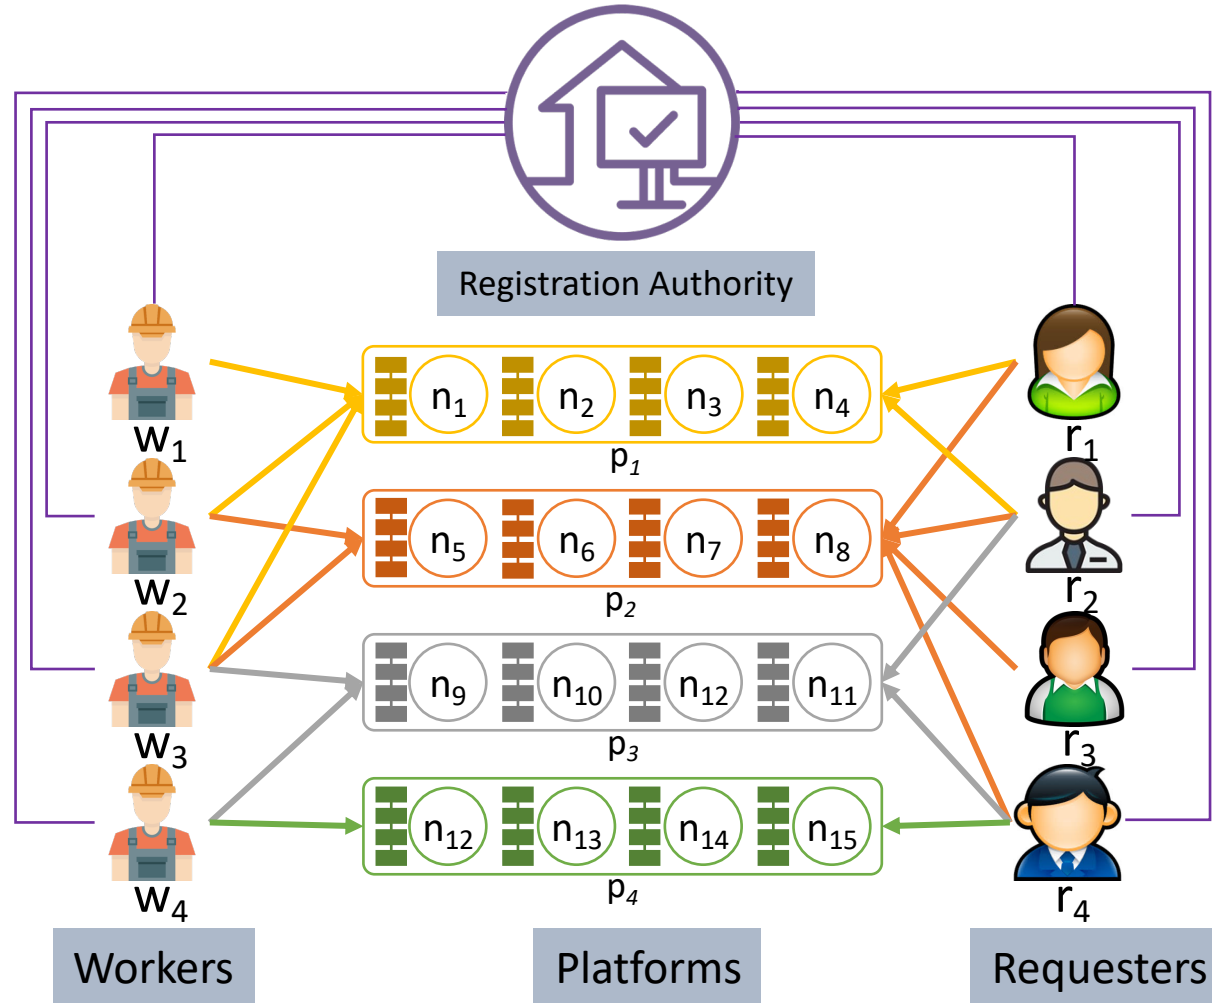 Registration Authority
w1
n1 n2 n3 n4
p1
r1
w2
n5 n6 n7 n8
p2
r2
w3
n9 n10 n12 n11
p3
r3
w4
n12 n13 n14 n15
p4
r4
Workers
Platforms
Requesters